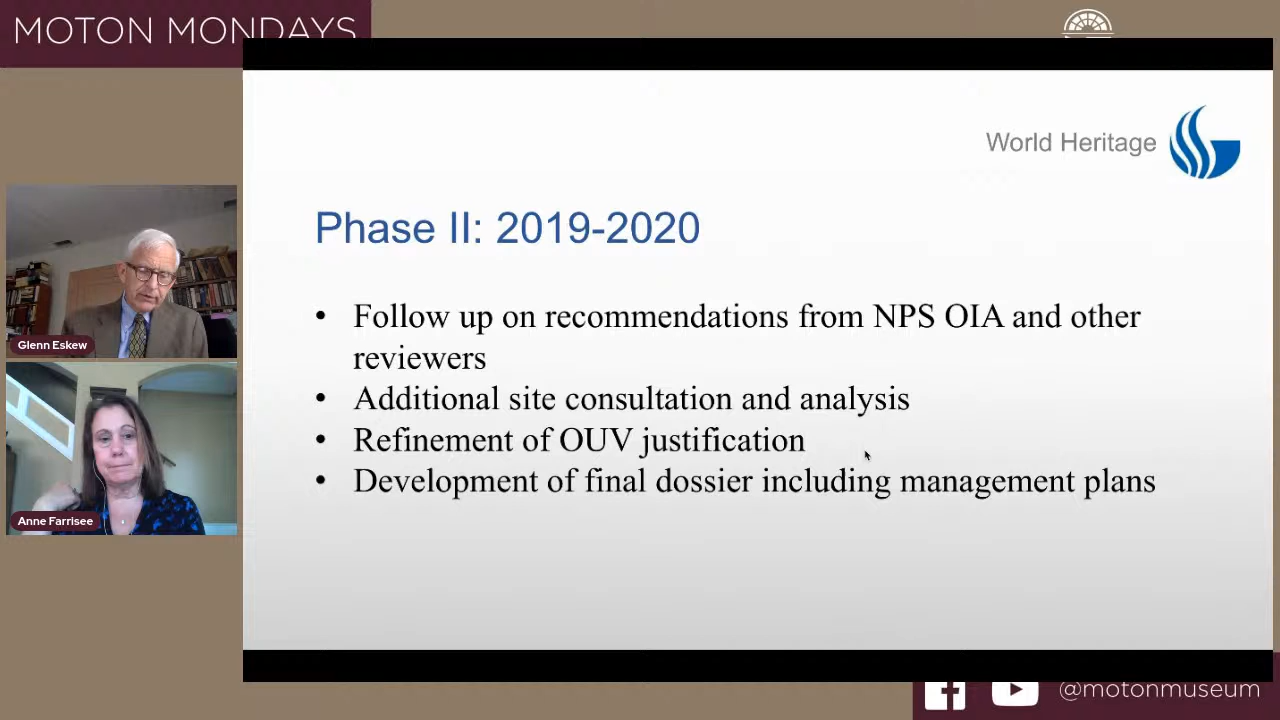 MOTON MONDAYS
World Heritage
Phase II: 2019-2020
• Follow up on recommendations from NPS OIA and other
reviewers
• Additional site consultation and analysis
• Refinement of OUV justification
• Development of final dossier including management plans
Glenn Eskew
Anne Farrisee
@motonmuseum